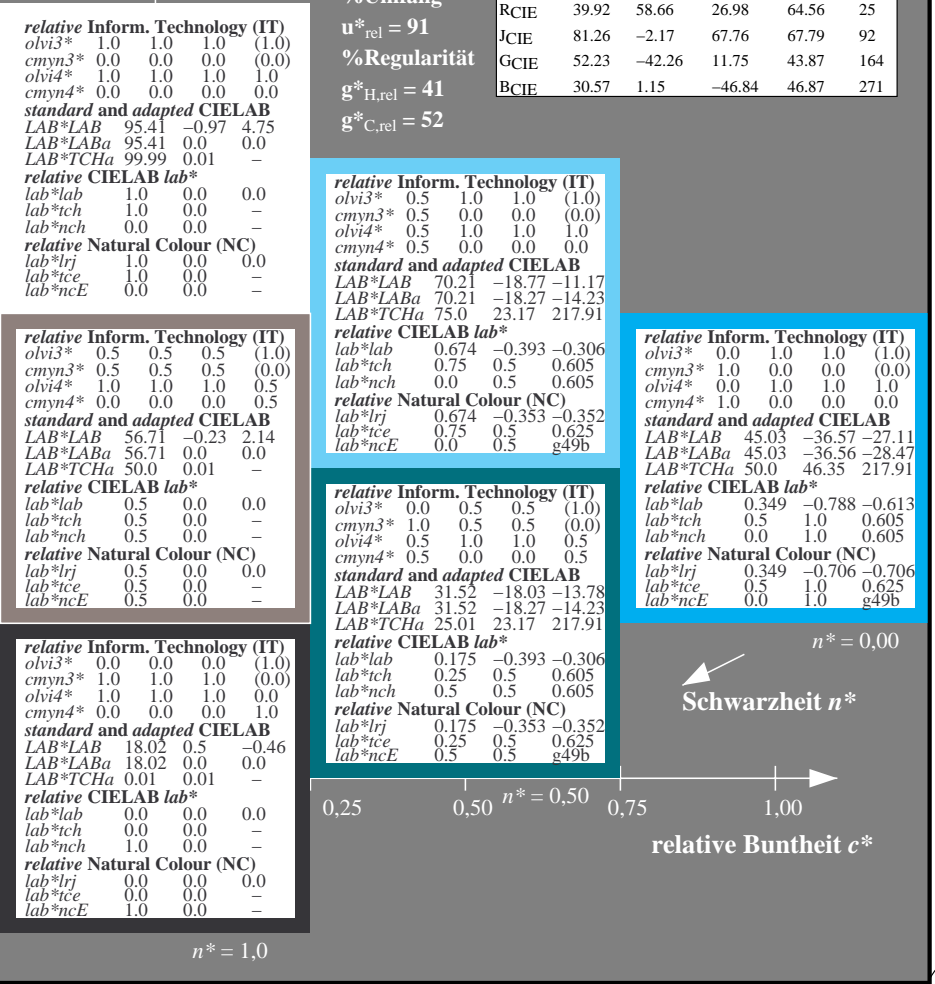 u*rel = 91
%Regularität
g*H,rel = 41
g*C,rel = 52
RCIE 39.92 58.66 26.98 64.56 25
JCIE 81.26 −2.17 67.76 67.79 92
GCIE 52.23 −42.26 11.75 43.87 164
BCIE 30.57 1.15 −46.84 46.87 271
relative Inform. Technology (IT)
olvi3* 1.0 1.0 1.0 (1.0)
cmyn3* 0.0 0.0 0.0 (0.0)
olvi4* 1.0 1.0 1.0 1.0
cmyn4* 0.0 0.0 0.0 0.0
standard and adapted CIELAB
LAB*LAB 95.41 −0.97 4.75
LAB*LABa 95.41 0.0 0.0
LAB*TCHa 99.99 0.01 –
relative CIELAB lab*
lab*lab 1.0 0.0 0.0
lab*tch 1.0 0.0 –
lab*nch 0.0 0.0 –
relative Natural Colour (NC)
lab*lrj 1.0 0.0 0.0
lab*tce 1.0 0.0 –
lab*ncE 0.0 0.0 –
relative Inform. Technology (IT)
olvi3* 0.5 1.0 1.0 (1.0)
cmyn3* 0.5 0.0 0.0 (0.0)
olvi4* 0.5 1.0 1.0 1.0
cmyn4* 0.5 0.0 0.0 0.0
standard and adapted CIELAB
LAB*LAB 70.21 −18.77 −11.17
LAB*LABa 70.21 −18.27 −14.23
LAB*TCHa 75.0 23.17 217.91
relative CIELAB lab*
lab*lab 0.674 −0.393 −0.306
lab*tch 0.75 0.5 0.605
lab*nch 0.0 0.5 0.605
relative Natural Colour (NC)
lab*lrj 0.674 −0.353 −0.352
lab*tce 0.75 0.5 0.625
lab*ncE 0.0 0.5 g49b
relative Inform. Technology (IT)
olvi3* 0.5 0.5 0.5 (1.0)
cmyn3* 0.5 0.5 0.5 (0.0)
olvi4* 1.0 1.0 1.0 0.5
cmyn4* 0.0 0.0 0.0 0.5
standard and adapted CIELAB
LAB*LAB 56.71 −0.23 2.14
LAB*LABa 56.71 0.0 0.0
LAB*TCHa 50.0 0.01 –
relative CIELAB lab*
lab*lab 0.5 0.0 0.0
lab*tch 0.5 0.0 –
lab*nch 0.5 0.0 –
relative Natural Colour (NC)
lab*lrj 0.5 0.0 0.0
lab*tce 0.5 0.0 –
lab*ncE 0.5 0.0 –
relative Inform. Technology (IT)
olvi3* 0.0 1.0 1.0 (1.0)
cmyn3* 1.0 0.0 0.0 (0.0)
olvi4* 0.0 1.0 1.0 1.0
cmyn4* 1.0 0.0 0.0 0.0
standard and adapted CIELAB
LAB*LAB 45.03 −36.57 −27.11
LAB*LABa 45.03 −36.56 −28.47
LAB*TCHa 50.0 46.35 217.91
relative CIELAB lab*
lab*lab 0.349 −0.788 −0.613
lab*tch 0.5 1.0 0.605
lab*nch 0.0 1.0 0.605
relative Natural Colour (NC)
lab*lrj 0.349 −0.706 −0.706
lab*tce 0.5 1.0 0.625
lab*ncE 0.0 1.0 g49b
relative Inform. Technology (IT)
olvi3* 0.0 0.5 0.5 (1.0)
cmyn3* 1.0 0.5 0.5 (0.0)
olvi4* 0.5 1.0 1.0 0.5
cmyn4* 0.5 0.0 0.0 0.5
standard and adapted CIELAB
LAB*LAB 31.52 −18.03 −13.78
LAB*LABa 31.52 −18.27 −14.23
LAB*TCHa 25.01 23.17 217.91
relative CIELAB lab*
lab*lab 0.175 −0.393 −0.306
lab*tch 0.25 0.5 0.605
lab*nch 0.5 0.5 0.605
relative Natural Colour (NC)
lab*lrj 0.175 −0.353 −0.352
lab*tce 0.25 0.5 0.625
lab*ncE 0.5 0.5 g49b
n* = 0,00
Schwarzheit n*
relative Inform. Technology (IT)
olvi3* 0.0 0.0 0.0 (1.0)
cmyn3* 1.0 1.0 1.0 (0.0)
olvi4* 1.0 1.0 1.0 0.0
cmyn4* 0.0 0.0 0.0 1.0
standard and adapted CIELAB
LAB*LAB 18.02 0.5 −0.46
LAB*LABa 18.02 0.0 0.0
LAB*TCHa 0.01 0.01 –
relative CIELAB lab*
lab*lab 0.0 0.0 0.0
lab*tch 0.0 0.0 –
lab*nch 1.0 0.0 –
relative Natural Colour (NC)
lab*lrj 0.0 0.0 0.0
lab*tce 0.0 0.0 –
lab*ncE 1.0 0.0 –
0,25 0,50 n* = 0,50 0,75 1,00
relative Buntheit c*
n* = 1,0